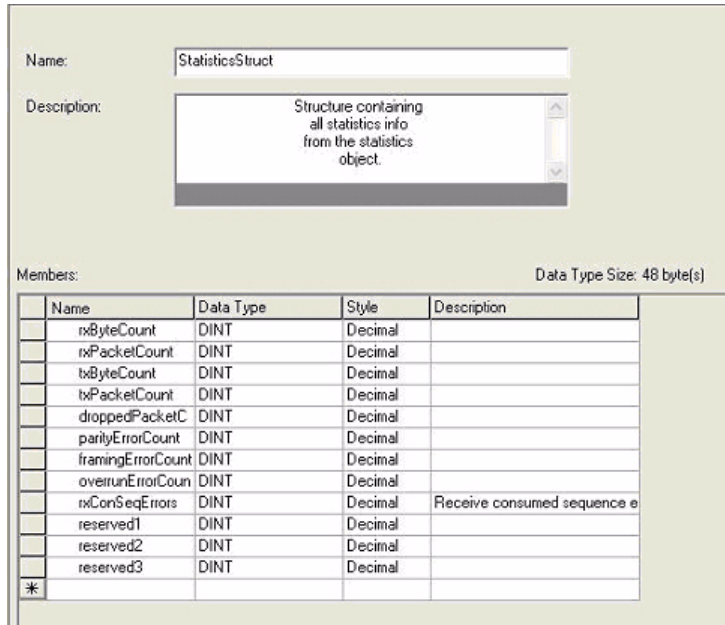 Name: StatisticsStruct
Description: Structure containing
all statistics info
from the statistics
object.
Members: Data Type Size: 48 byte(s)
Name Data Type Style Description
rxByteCount DINT Decimal
rxPacketCount DINT Decimal
txByteCount DINT Decimal
txPacketCount DINT Decimal
droppedPacketC DINT Decimal
parityErrorCount DINT Decimal
framingErrorCount DINT Decimal
overrunErrorCoun DINT Decimal
rxConSeqErrors DINT Decimal Receive consumed sequence e
reserved1 DINT Decimal
reserved2 DINT Decimal
reserved3 DINT Decimal
*